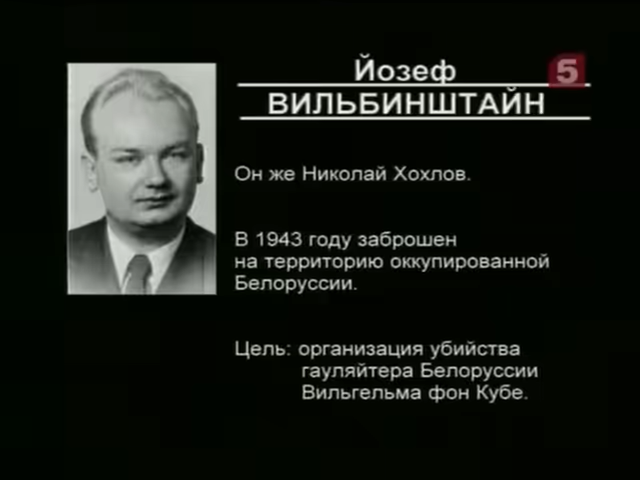 Йозеф
5
ВИЛЬБИНШТАЙН
Он же Николай Хохлов.
В 1943 году заброшен
на территорию оккупированной
Белоруссии.
Цель: организация убийства
гауляйтера Белоруссии
Вильгельма фон Кубе.